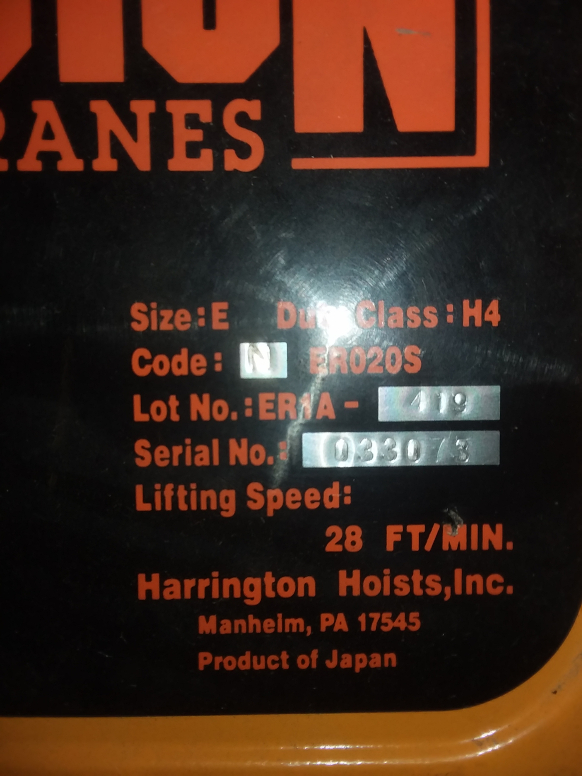 RANES
Size:E Duty Class:H4
Code: N ER020S
Lot No.:ER1A- 419
Serial No.: 033073
Lifting Speed:
28 FT/MIN.
Harrington Hoists,Inc.
Manheim, PA 17545
Product of Japan